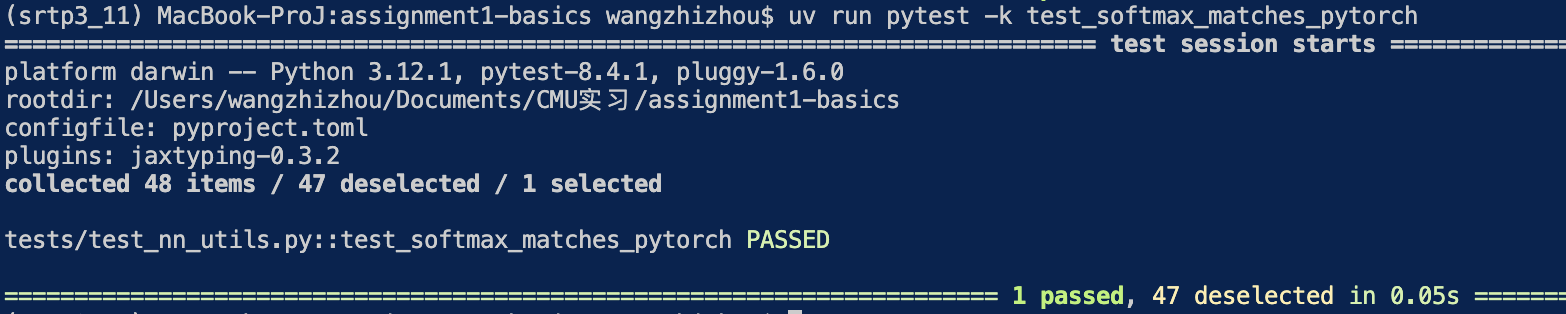 (srtp3_11) MacBook-ProJ:assignment1-basics wangzhizhou$ uv run pytest -k test_softmax_matches_pytorch
============================================================================== test session starts =============
platform darwin -- Python 3.12.1, pytest-8.4.1, pluggy-1.6.0
rootdir: /Users/wangzhizhou/Documents/CMU实习/assignment1-basics
configfile: pyproject.toml
plugins: jaxtyping-0.3.2
collected 48 items / 47 deselected / 1 selected
tests/test_nn_utils.py::test_softmax_matches_pytorch PASSED
======================================================================= 1 passed, 47 deselected in 0.05s =======